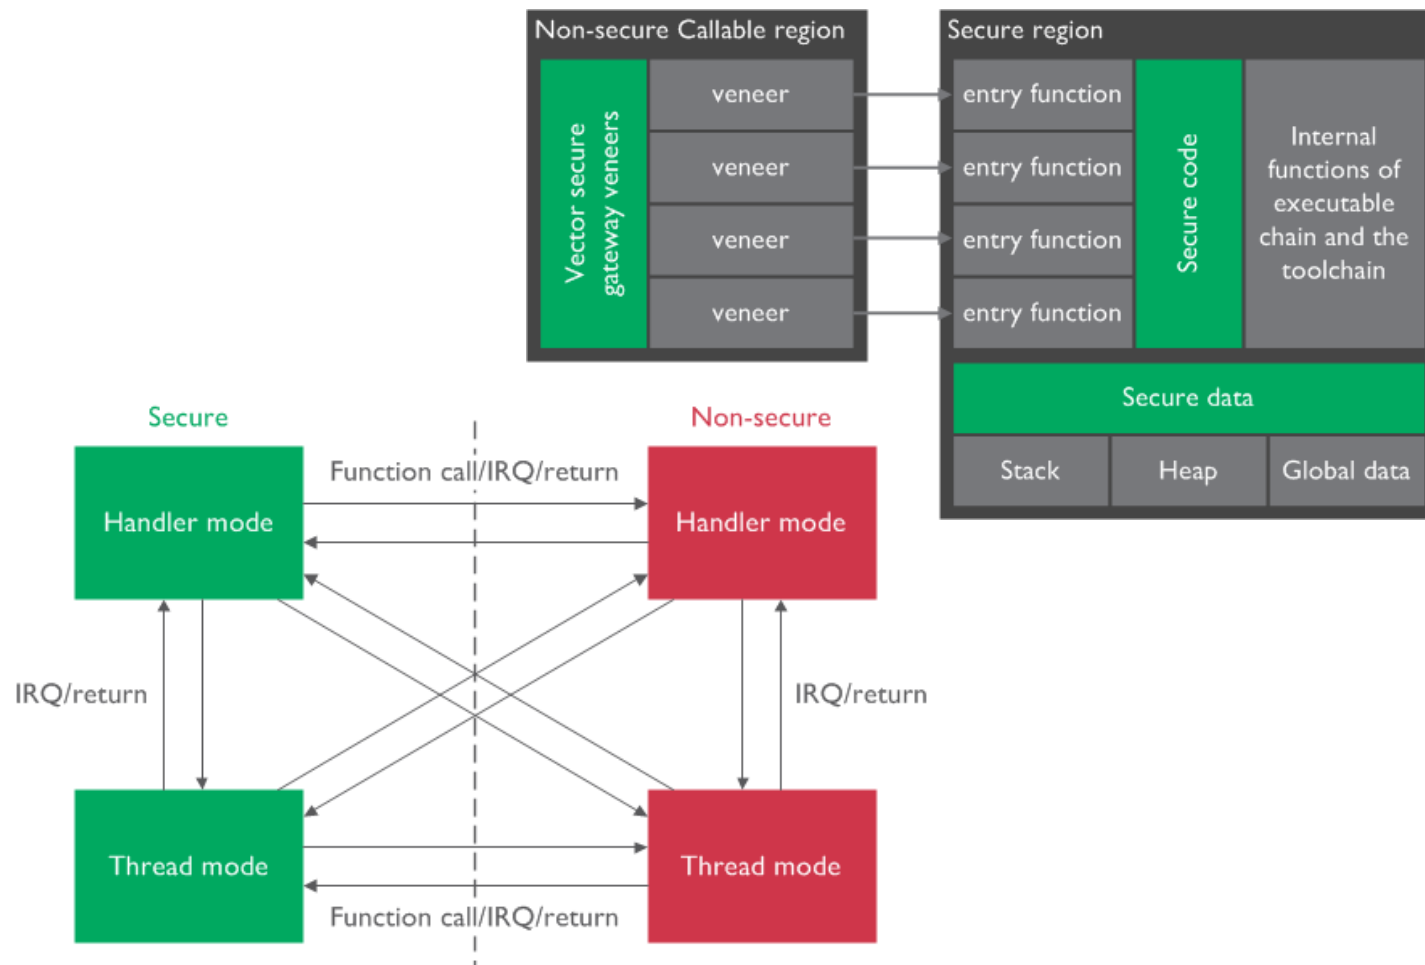 Non-secure Callable region
Vector secure
gateway veneers
veneer
veneer
veneer
veneer
Secure region
entry function
entry function
entry function
entry function
Secure code
Internal
functions of
executable
chain and the
toolchain
Secure data
Stack
Heap
Global data
Secure
Non-secure
Function call/IRQ/return
Handler mode
Handler mode
IRQ/return
IRQ/return
Thread mode
Thread mode
Function call/IRQ/return